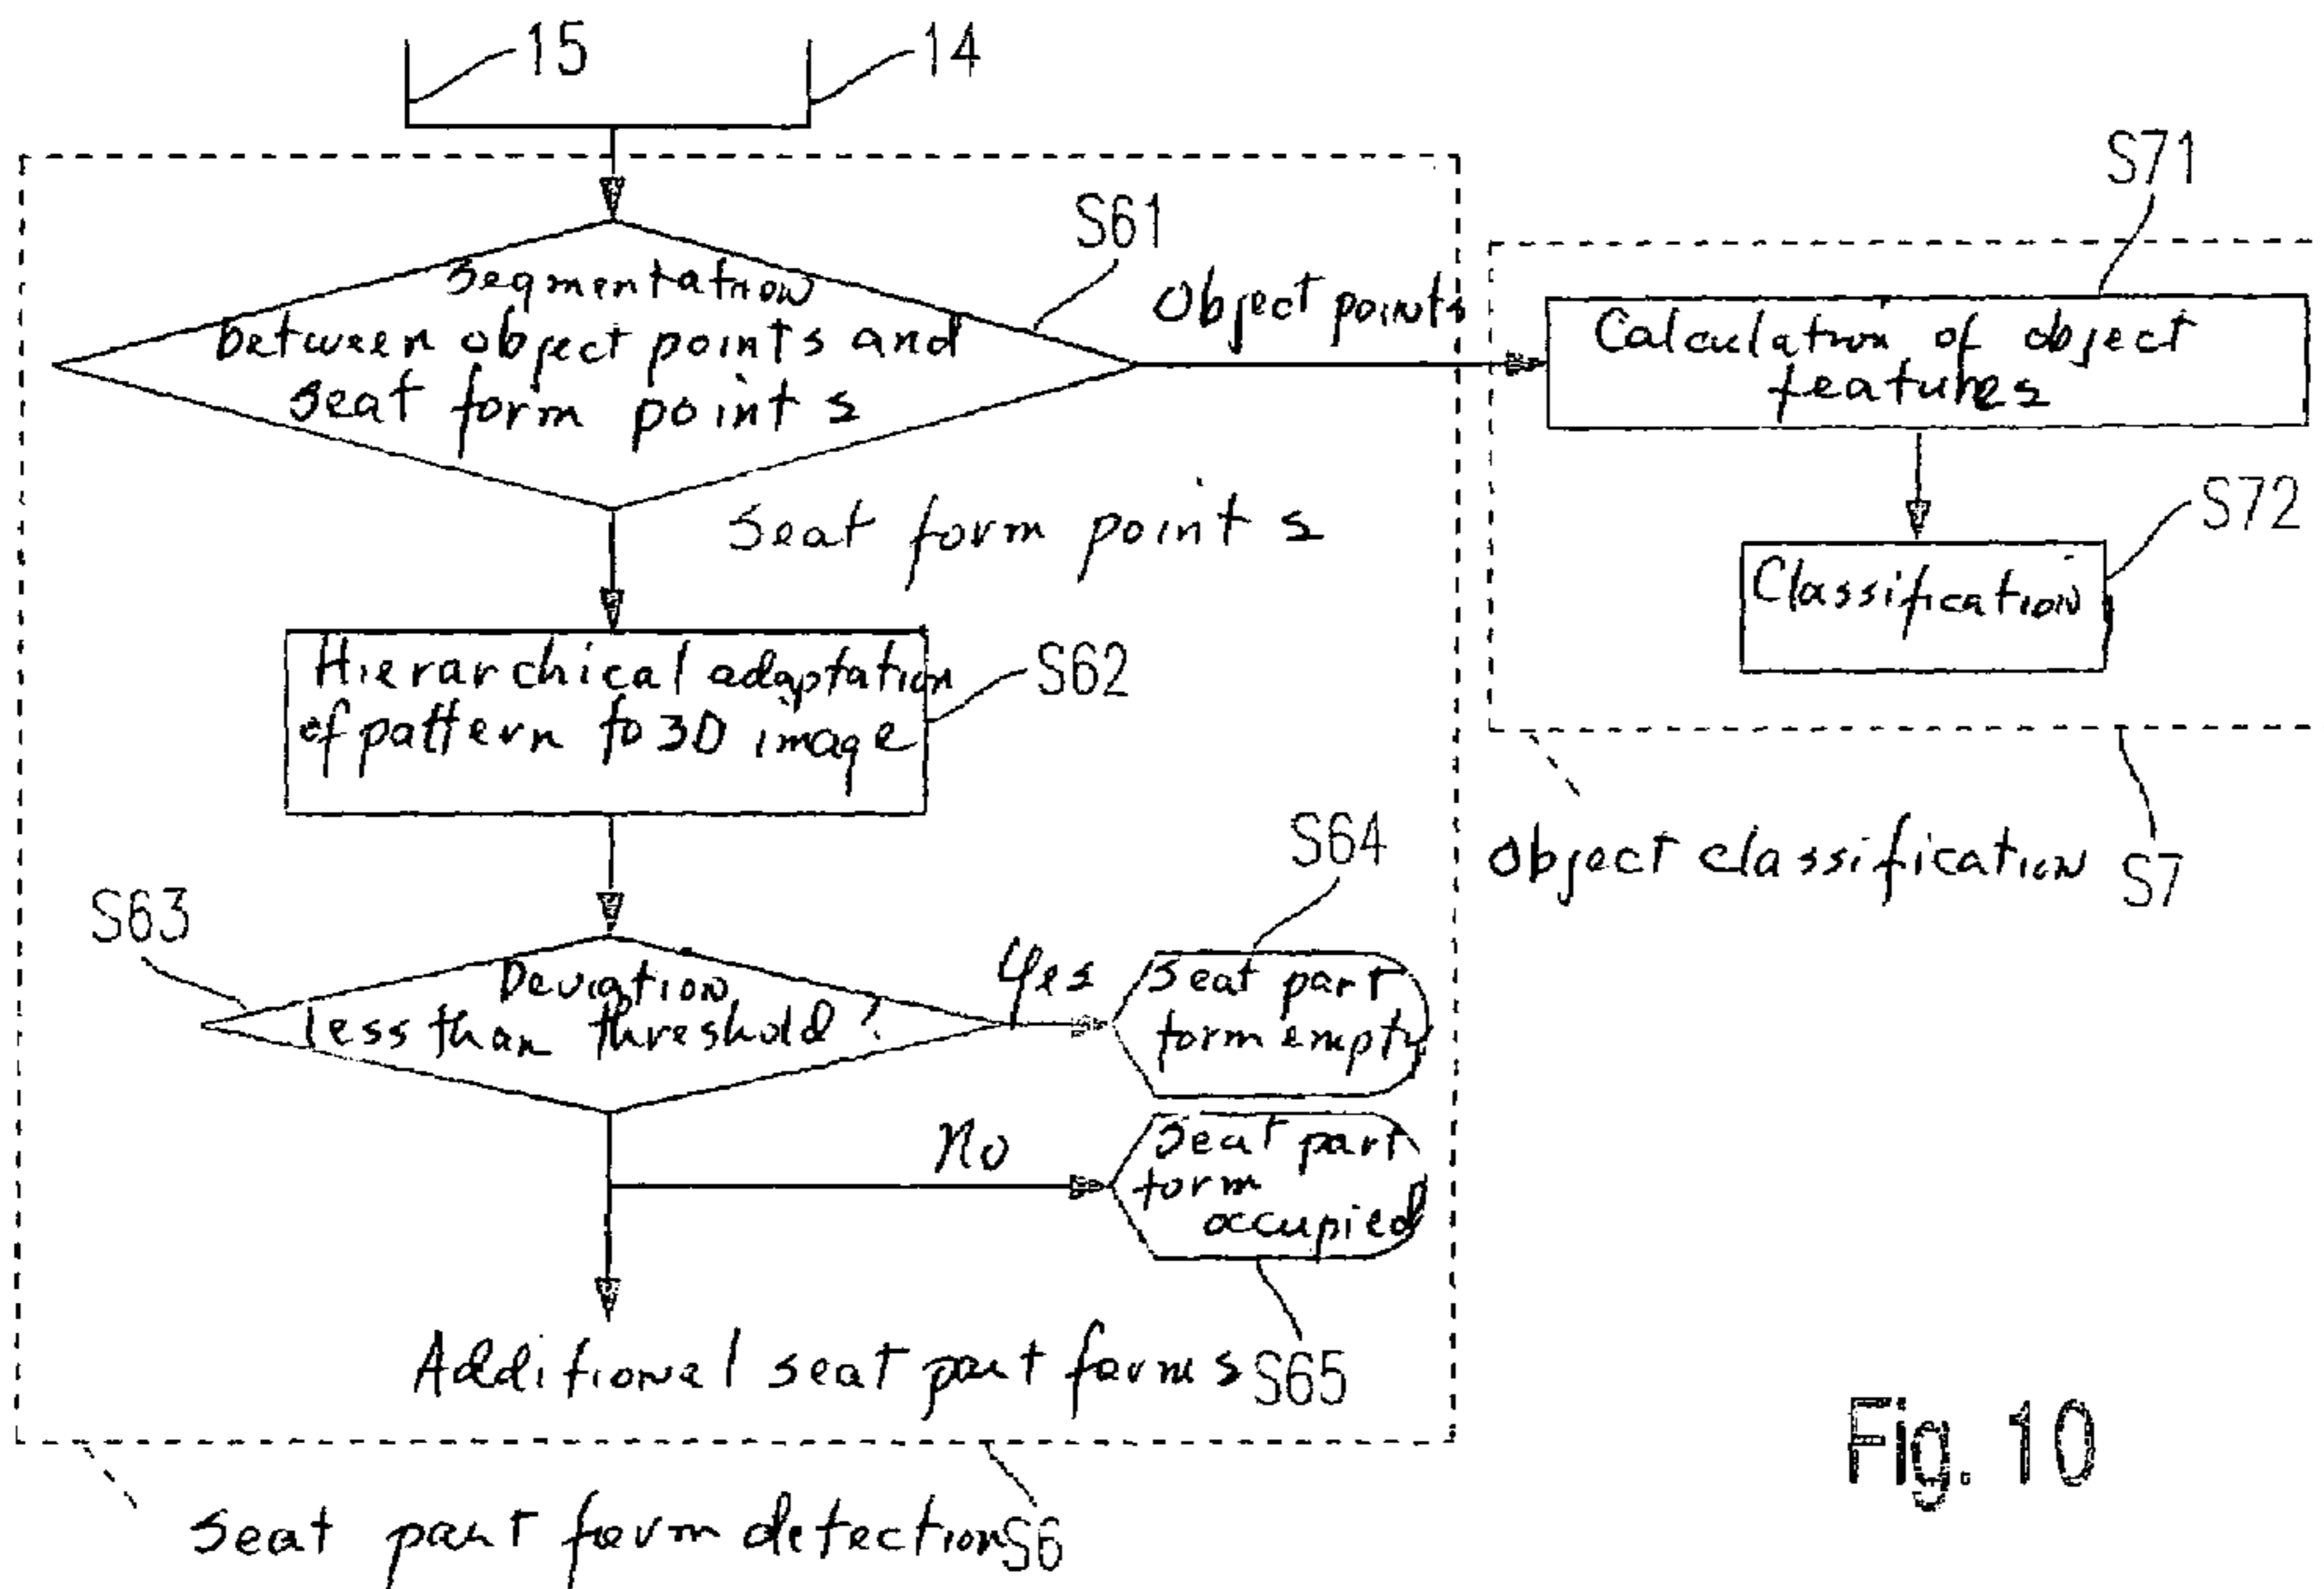 15
14
S61
Segmentation
between object points and
seat form points
Object points
S71
Calculation of object
features
S72
Classification
Object classification S7
Seat form points
Hierarchical adaptation
of pattern to 3D image
S62
S63
Deviation
less than threshold?
Yes
S64
Seat part
form empty
No
Seat part
form
occupied
S65
Additional seat part forms
Seat part form detection S6
Fig. 10